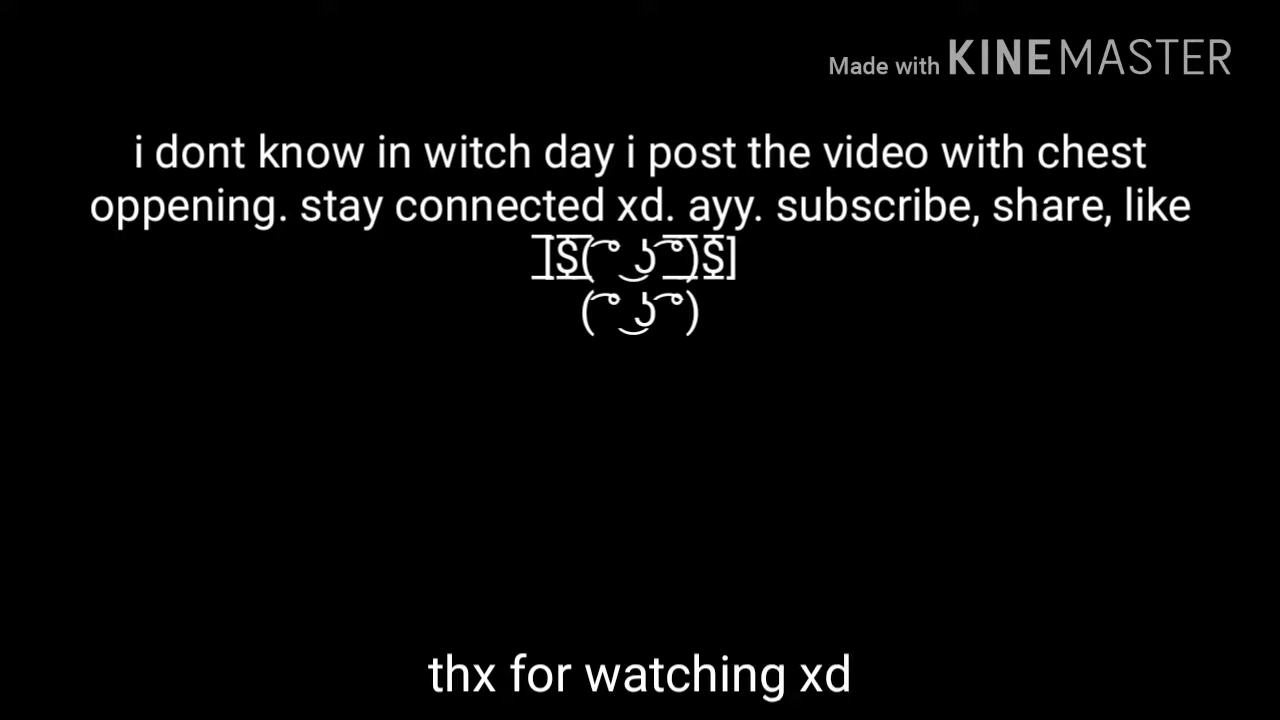 Made with KINEMASTER
i dont know in witch day i post the video with chest
oppening. stay connected xd. ayy. subscribe, share, like
[̲̅$̲̅( ͡° ͜ʖ ͡°̲̅)̲̅$̲̅]
( ͡° ͜ʖ ͡°)
thx for watching xd